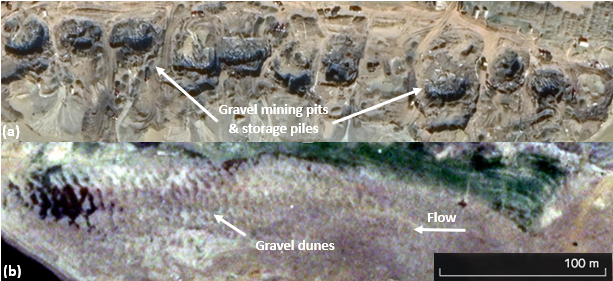 Gravel mining pits
& storage piles
(a)
Flow
Gravel dunes
(b)
100 m